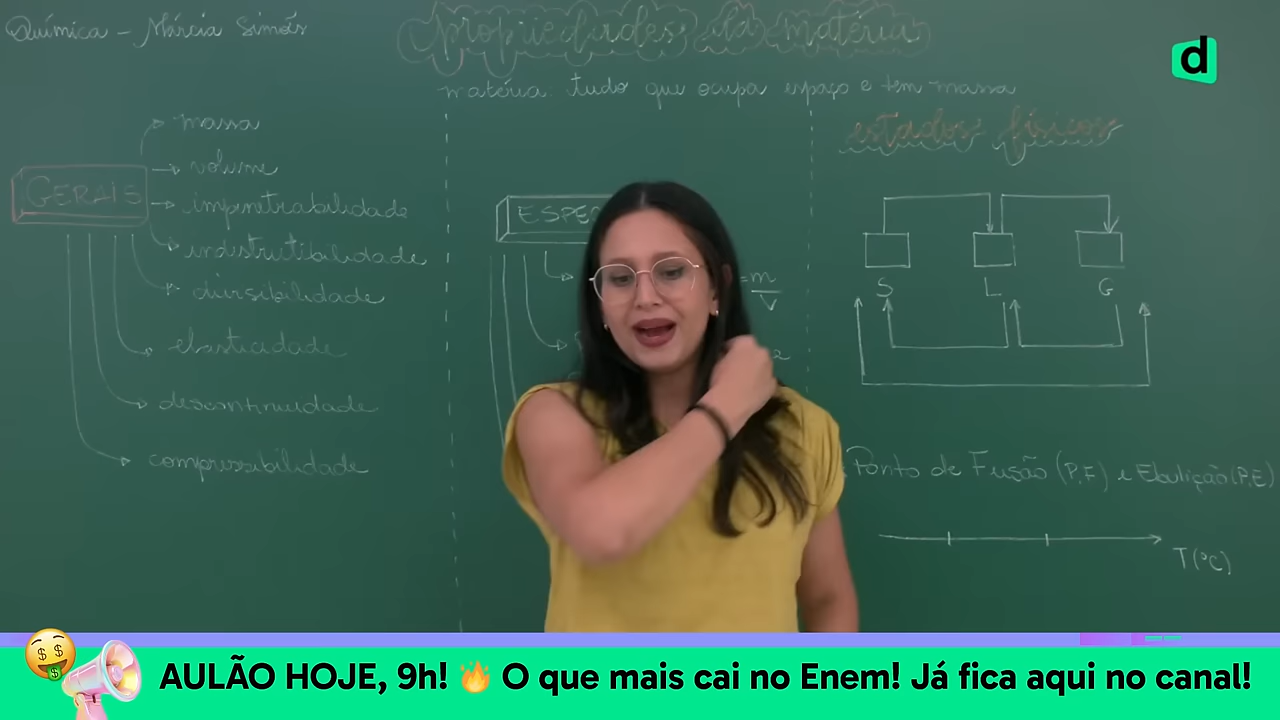 Química - Márcia Simões
Propriedades da matéria
matéria: tudo que ocupa espaço e tem massa
d
GERAIS
massa
volume
impenetrabilidade
indistrutibilidade
divisibilidade
elasticidade
descontinuidade
compressibilidade
ESPE
= m
v
estados físicos
S
L
G
Ponto de Fusão (P.F) e Ebulição (P.E)
T(°C)
AULÃO HOJE, 9h! 🔥 O que mais cai no Enem! Já fica aqui no canal!